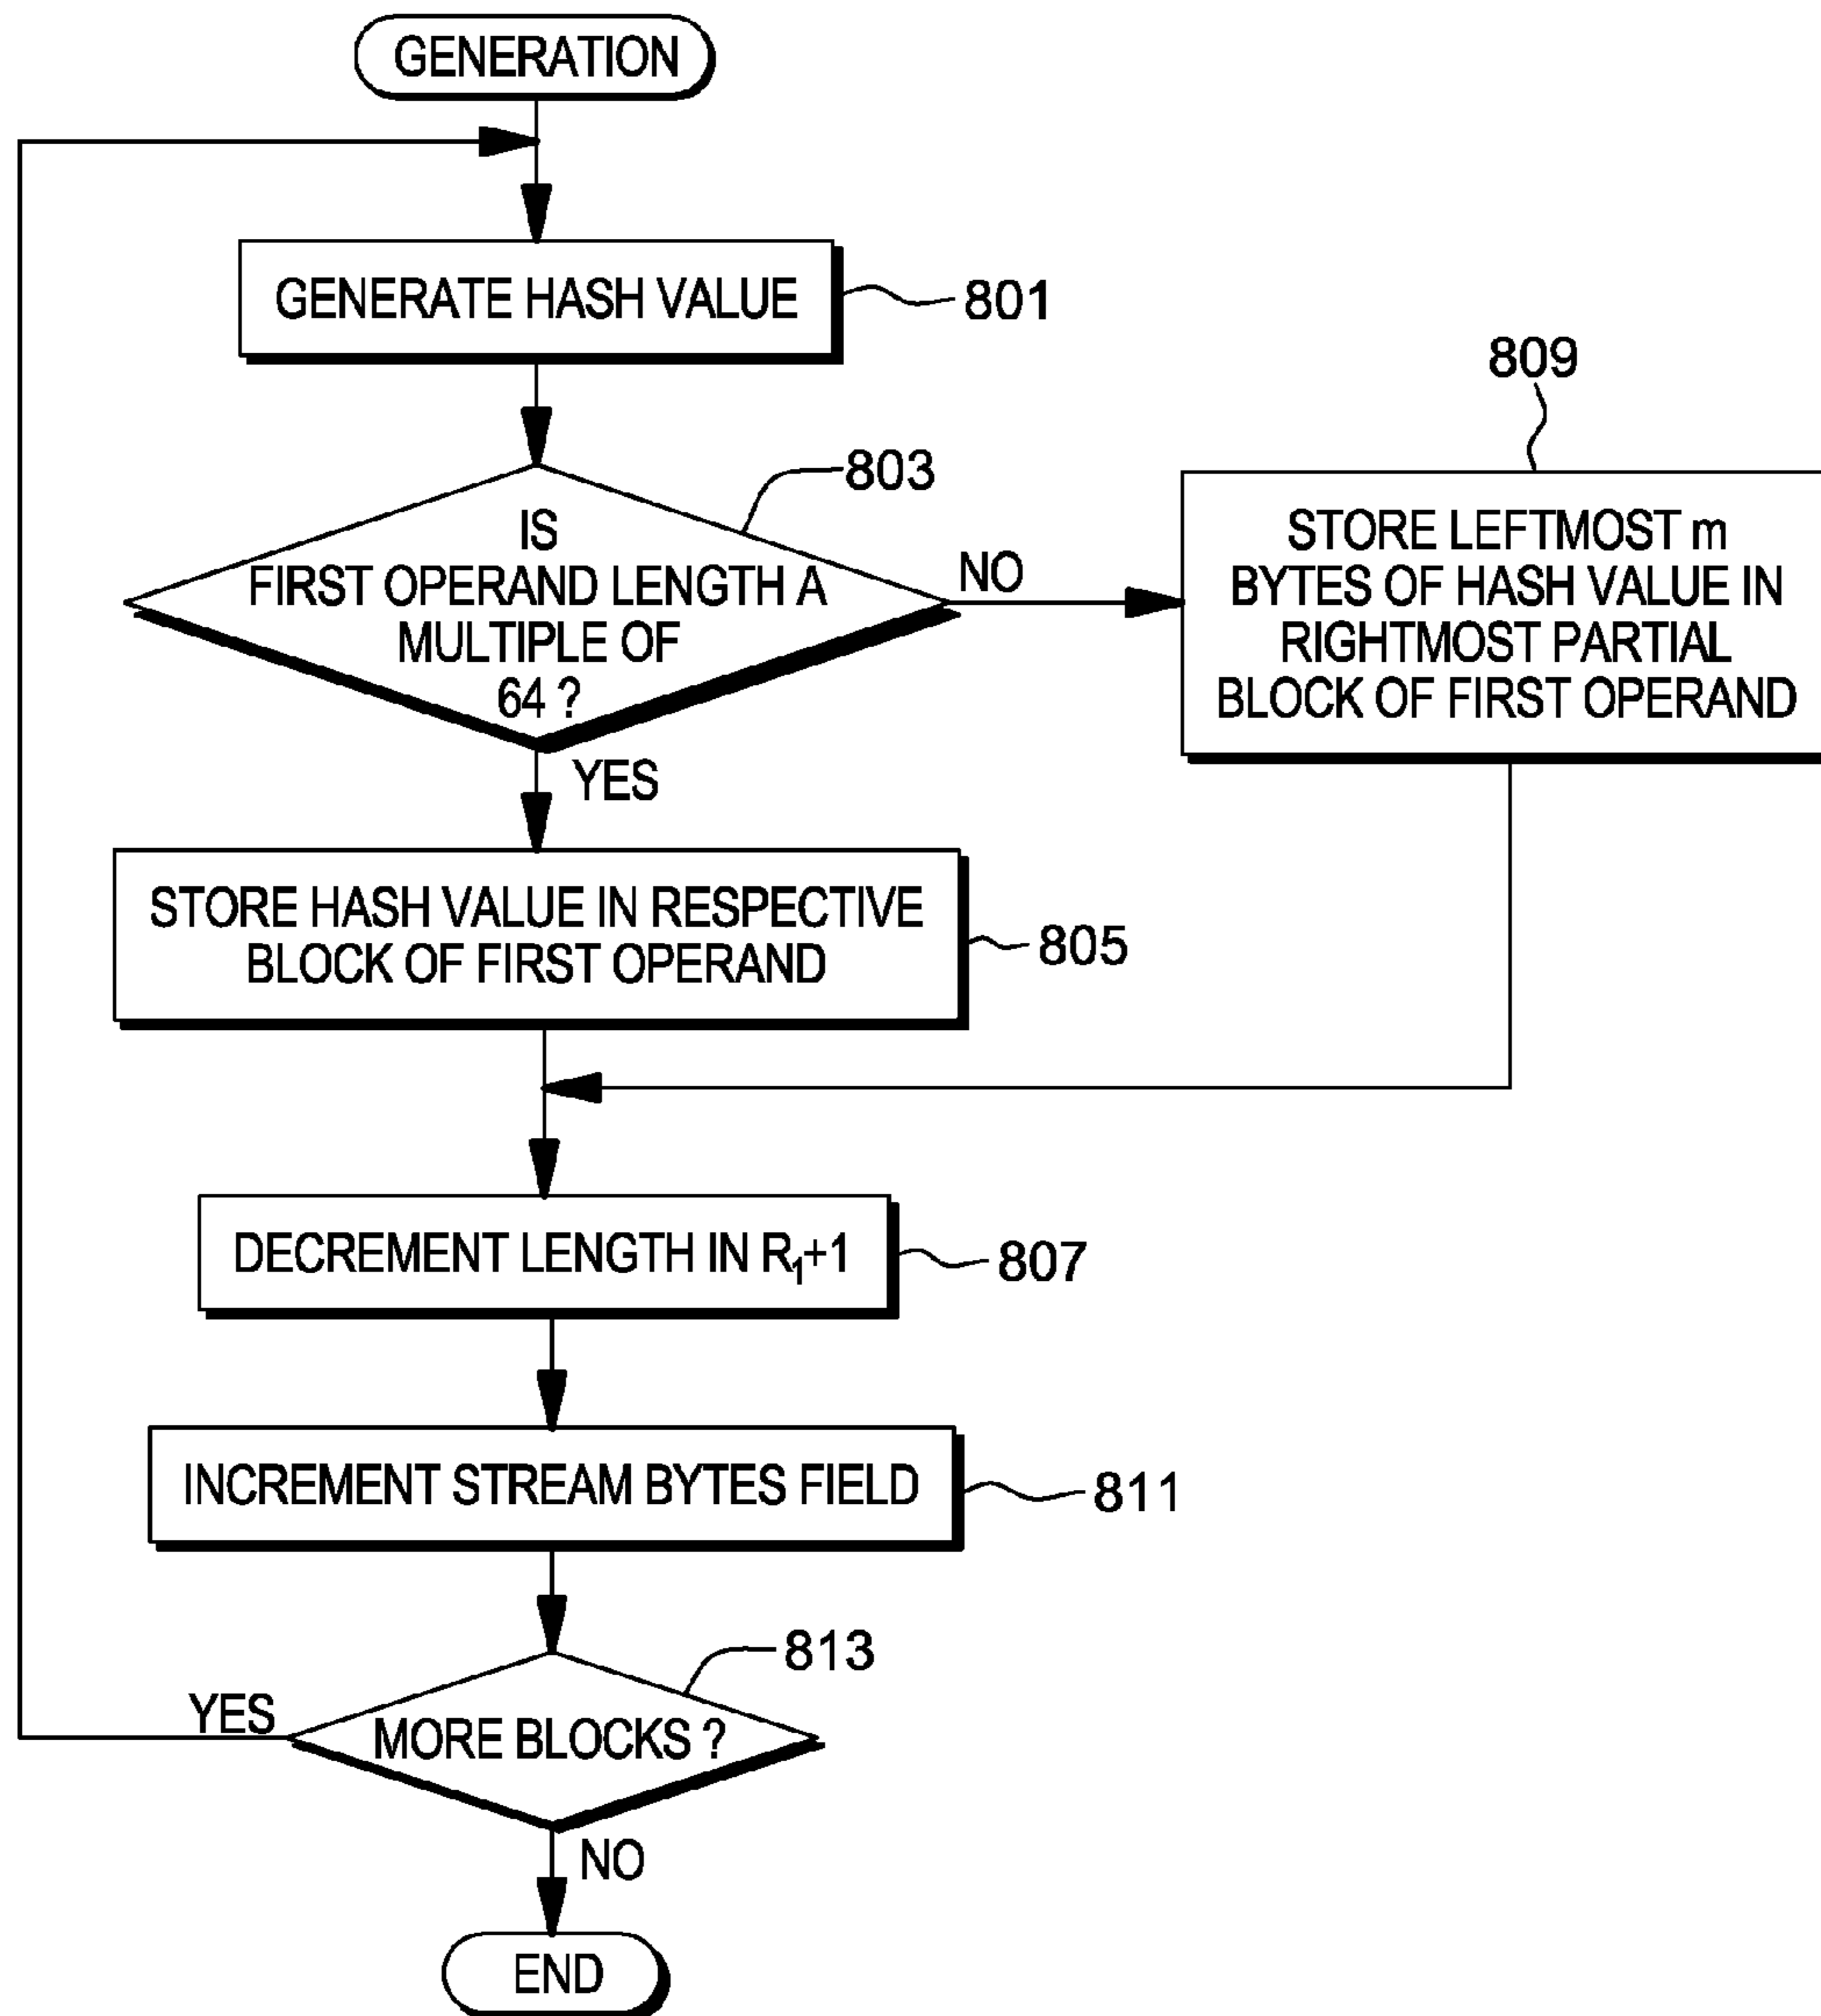 GENERATION
GENERATE HASH VALUE
801
809
803
IS
FIRST OPERAND LENGTH A
MULTIPLE OF
64 ?
NO
STORE LEFTMOST m
BYTES OF HASH VALUE IN
RIGHTMOST PARTIAL
BLOCK OF FIRST OPERAND
YES
STORE HASH VALUE IN RESPECTIVE
BLOCK OF FIRST OPERAND
805
DECREMENT LENGTH IN R₁+1
807
INCREMENT STREAM BYTES FIELD
811
813
YES
MORE BLOCKS ?
NO
END